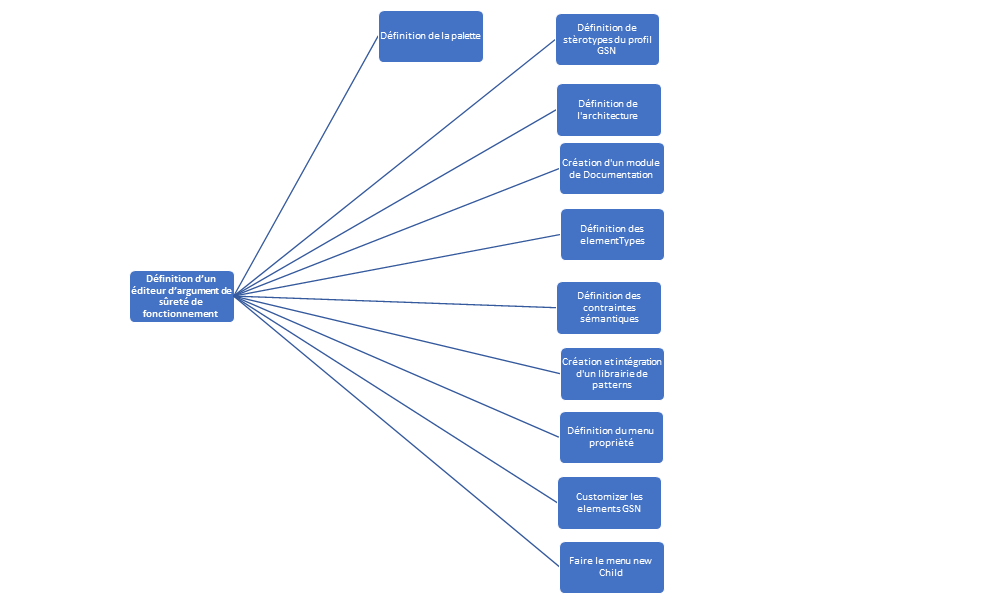 Définition de la palette
Définition de
stèrotypes du profil
GSN
Définition de
l'architecture
Création d'un module
de Documentation
Définition des
elementTypes
Définition d’un
éditeur d’argument de
sûreté de
fonctionnement
Définition des
contraintes
sémantiques
Création et intégration
d'un librairie de
patterns
Définition du menu
propriètè
Customizer les
elements GSN
Faire le menu new
Child